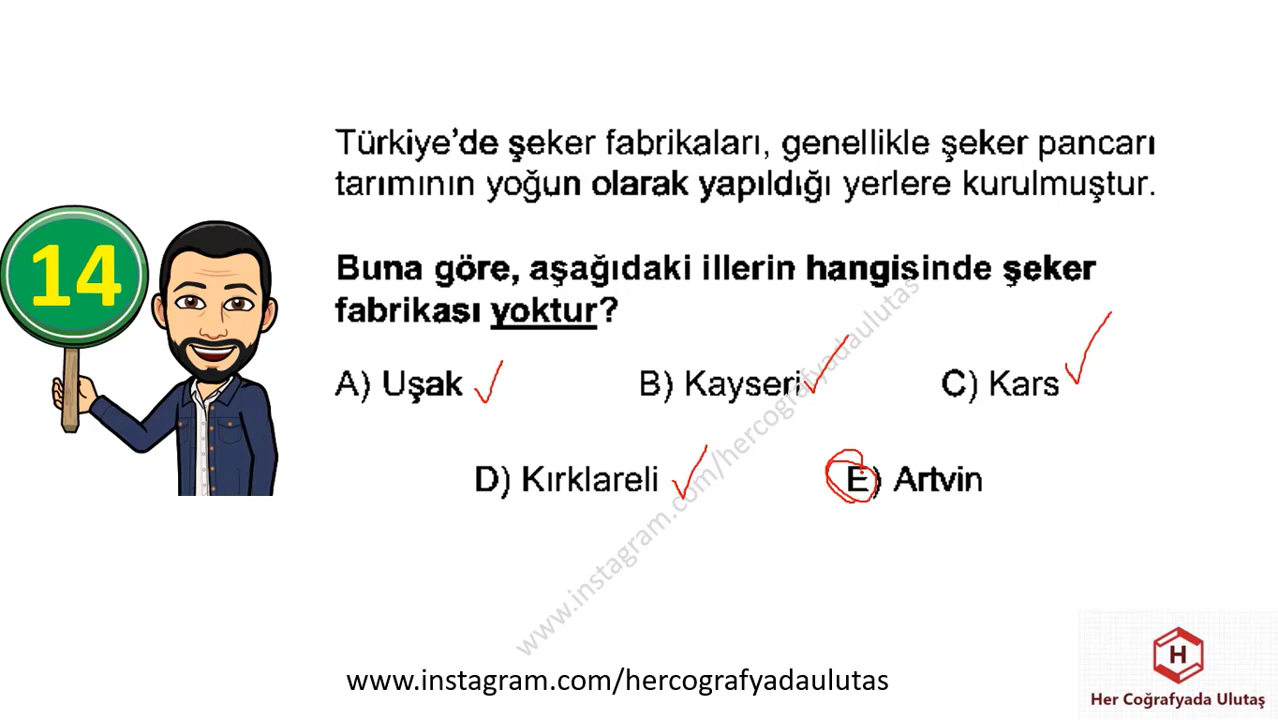 14
Türkiye'de şeker fabrikaları, genellikle şeker pancarı
tarımının yoğun olarak yapıldığı yerlere kurulmuştur.
Buna göre, aşağıdaki illerin hangisinde şeker
fabrikası yoktur?
A) Uşak B) Kayseri C) Kars
D) Kırklareli E) Artvin
www.instagram.com/hercografyadaulutas
www.instagram.com/hercografyadaulutas
H
Her Coğrafyada Ulutaş